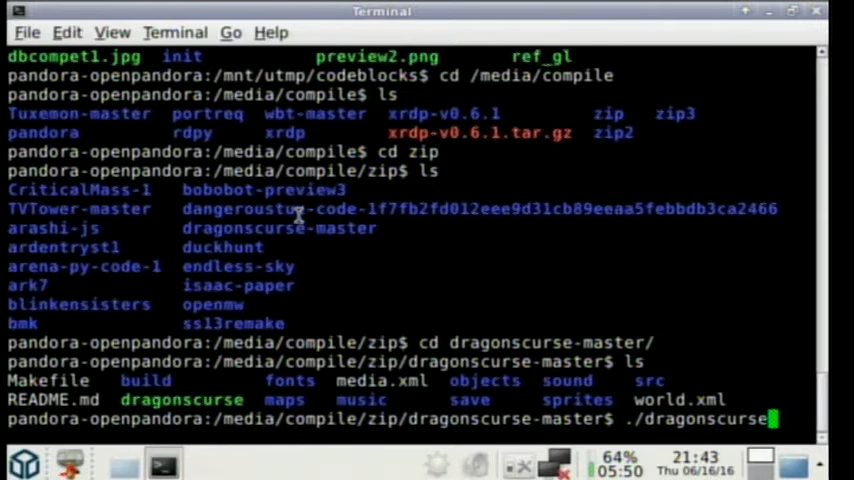 Terminal
File Edit View Terminal Go Help
dbcompet1.jpg init preview2.png ref_gl
pandora-openpandora:/mnt/utmp/codeblocks$ cd /media/compile
pandora-openpandora:/media/compile$ ls
Tuxemon-master portreq wbt-master xrdp-v0.6.1 zip zip3
pandora rdpy xrdp xrdp-v0.6.1.tar.gz zip2
pandora-openpandora:/media/compile$ cd zip
pandora-openpandora:/media/compile/zip$ ls
CriticalMass-1 bobobot-preview3
TVTower-master dangeroustux-code-1f7fb2fd012eee9d31cb89eeaa5febbdb3ca2466
arashi-js dragonscurse-master
ardentryst1 duckhunt
arena-py-code-1 endless-sky
ark7 isaac-paper
blinkensisters openmw
bmk ss13remake
pandora-openpandora:/media/compile/zip$ cd dragonscurse-master/
pandora-openpandora:/media/compile/zip/dragonscurse-master$ ls
Makefile build fonts media.xml objects sound src
README.md dragonscurse maps music save sprites world.xml
pandora-openpandora:/media/compile/zip/dragonscurse-master$ ./dragonscurse
64% 21:43
05:50 Thu 06/16/16